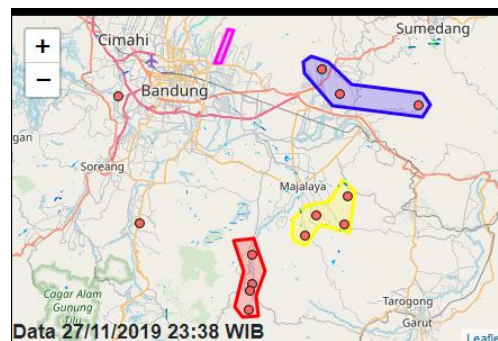 Sumedang
+
Cimahi
−
Bandung
gan
Soreang
Majalaya
Cagar Alam
Gunung
Tilu
Tarogong
Garut
Data 27/11/2019 23:38 WIB
Leafle